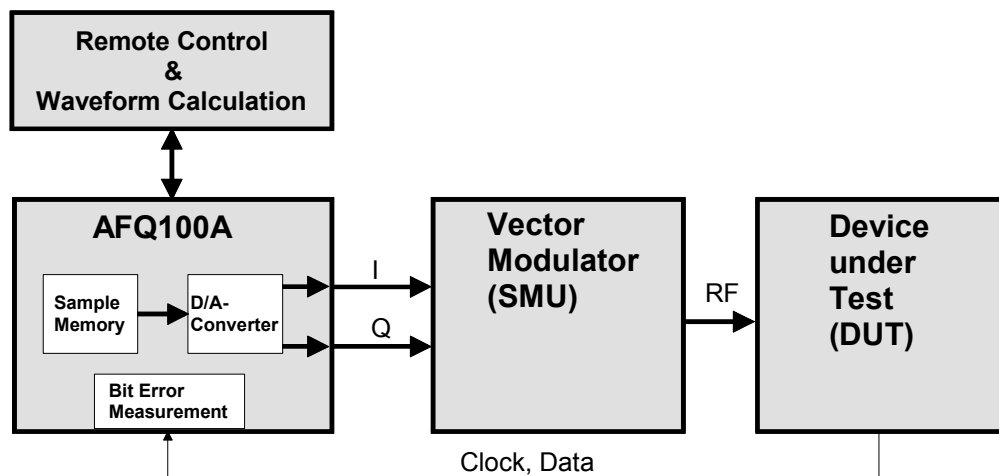 Remote Control
&
Waveform Calculation
AFQ100A
Sample
Memory
D/A-
Converter
Bit Error
Measurement
I
Q
Vector
Modulator
(SMU)
RF
Device
under
Test
(DUT)
Clock, Data